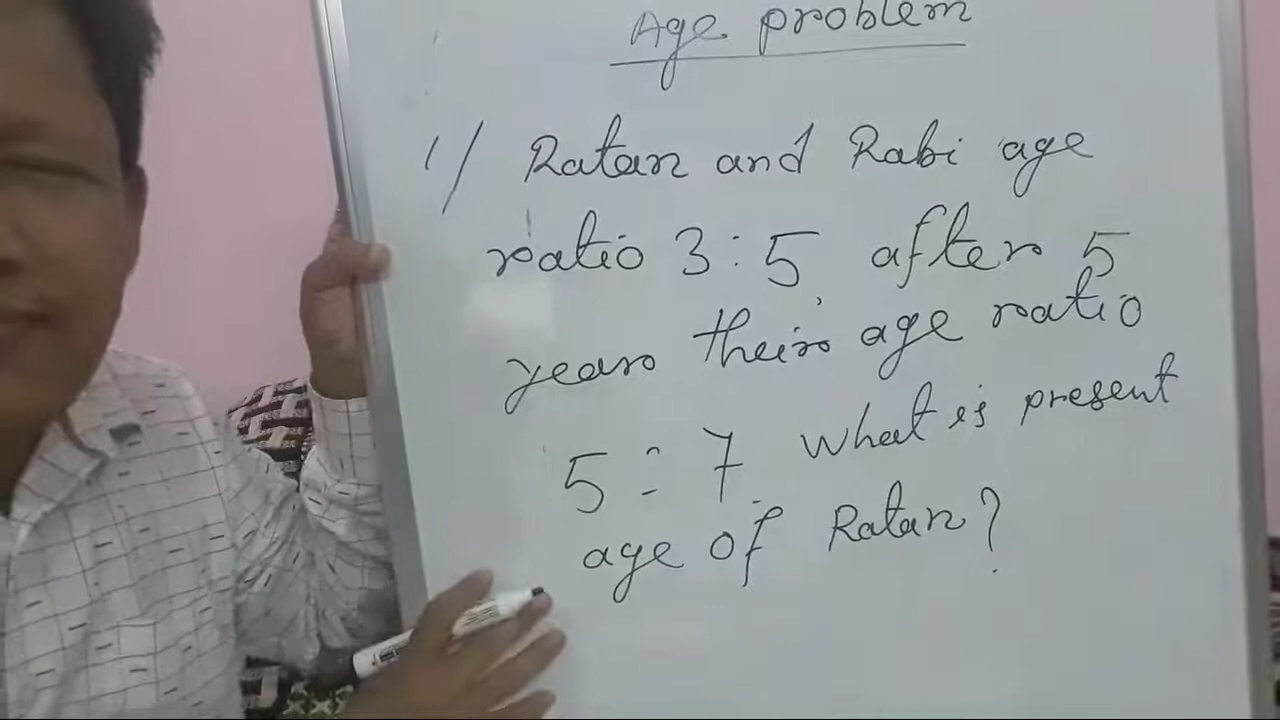 Age problem
1/ Ratan and Rabi age
ratio 3:5, after 5
years their age ratio
5:7. What is present
age of Ratan?